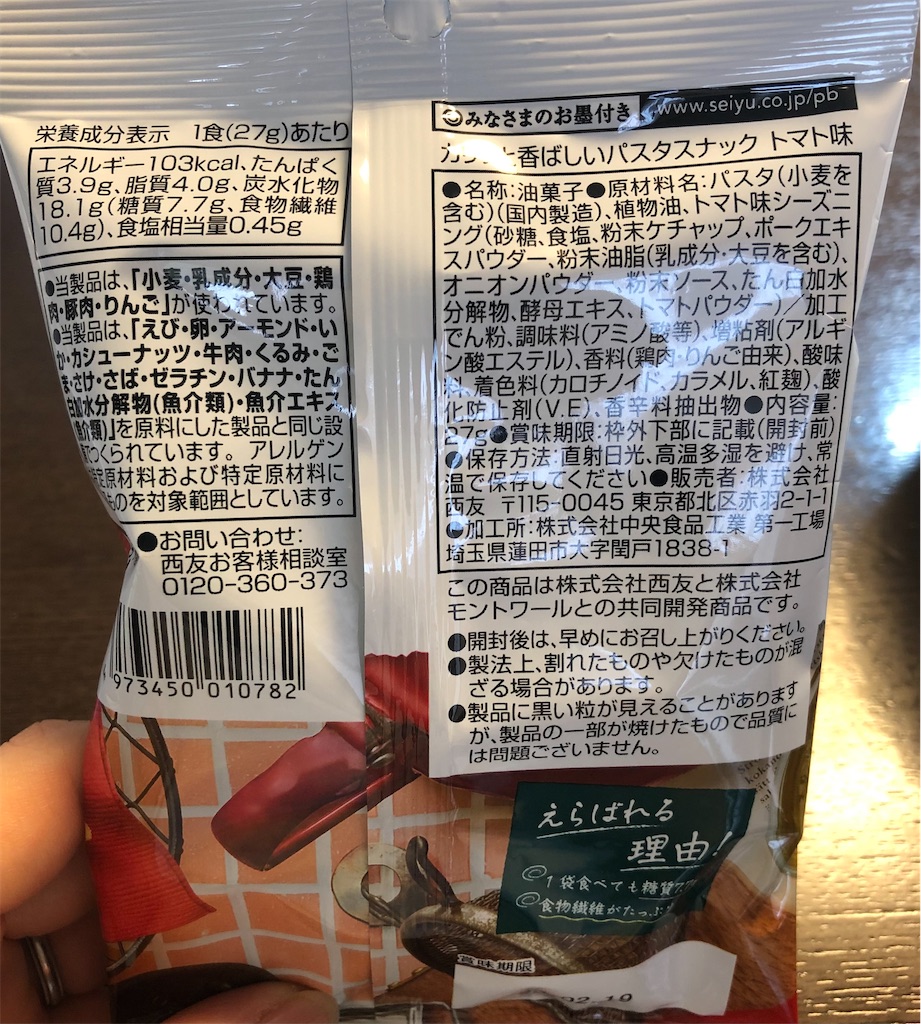 栄養成分表示 1食(27g)あたり
エネルギー103kcal、たんぱく
質3.9g、脂質4.0g、炭水化物
18.1g(糖質7.7g、食物繊維
10.4g)、食塩相当量0.45g
●当製品は、「小麦・乳成分・大豆・鶏
肉・豚肉・りんご」が使われています。
●当製品は、「えび・卵・アーモンド・い
か・カシューナッツ・牛肉・くるみ・ご
ま・さけ・さば・ゼラチン・バナナ・たん
白加水分解物(魚介類)・魚介エキス
(魚介類)」を原料にした製品と同じ設
つくられています。アレルゲン
定原材料および特定原材料に
ものを対象範囲としています。
●お問い合わせ:
西友お客様相談室
0120-360-373
973450 010782
みなさまのお墨付き www.seiyu.co.jp/pb
カリッと香ばしいパスタスナック トマト味
●名称:油菓子●原材料名:パスタ(小麦を
含む)(国内製造)、植物油、トマト味シーズニ
ング(砂糖、食塩、粉末ケチャップ、ポークエキ
スパウダー、粉末油脂(乳成分・大豆を含む)、
オニオンパウダー、粉末ソース、たん白加水
分解物、酵母エキス、トマトパウダー)/加工
でん粉、調味料(アミノ酸等)、増粘剤(アルギ
ン酸エステル)、香料(鶏肉・りんご由来)、酸味
料、着色料(カロチノイド、カラメル、紅麹)、酸
化防止剤(V.E)、香辛料抽出物●内容量:
27g●賞味期限:枠外下部に記載(開封前)
●保存方法:直射日光、高温多湿を避け、常
温で保存してください●販売者:株式会社
西友 〒115-0045 東京都北区赤羽2-1-1
●加工所:株式会社中央食品工業 第一工場
埼玉県蓮田市大字閏戸1838-1
この商品は株式会社西友と株式会社
モントワールとの共同開発商品です。
●開封後は、早めにお召し上がりください。
●製法上、割れたものや欠けたものが混
ざる場合があります。
●製品に黒い粒が見えることがあります
が、製品の一部が焼けたもので品質に
は問題ございません。
えらばれる
理由!
1袋食べても糖質7.7
食物繊維がたっぷ
賞味期限